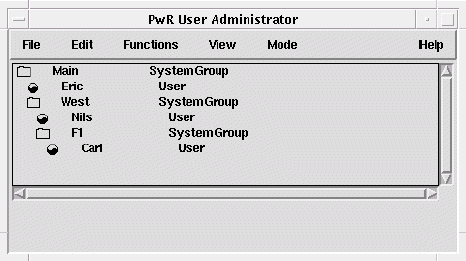 PwR User Administrator
File Edit Functions View Mode Help
Main SystemGroup
Eric User
West SystemGroup
Nils User
F1 SystemGroup
Carl User